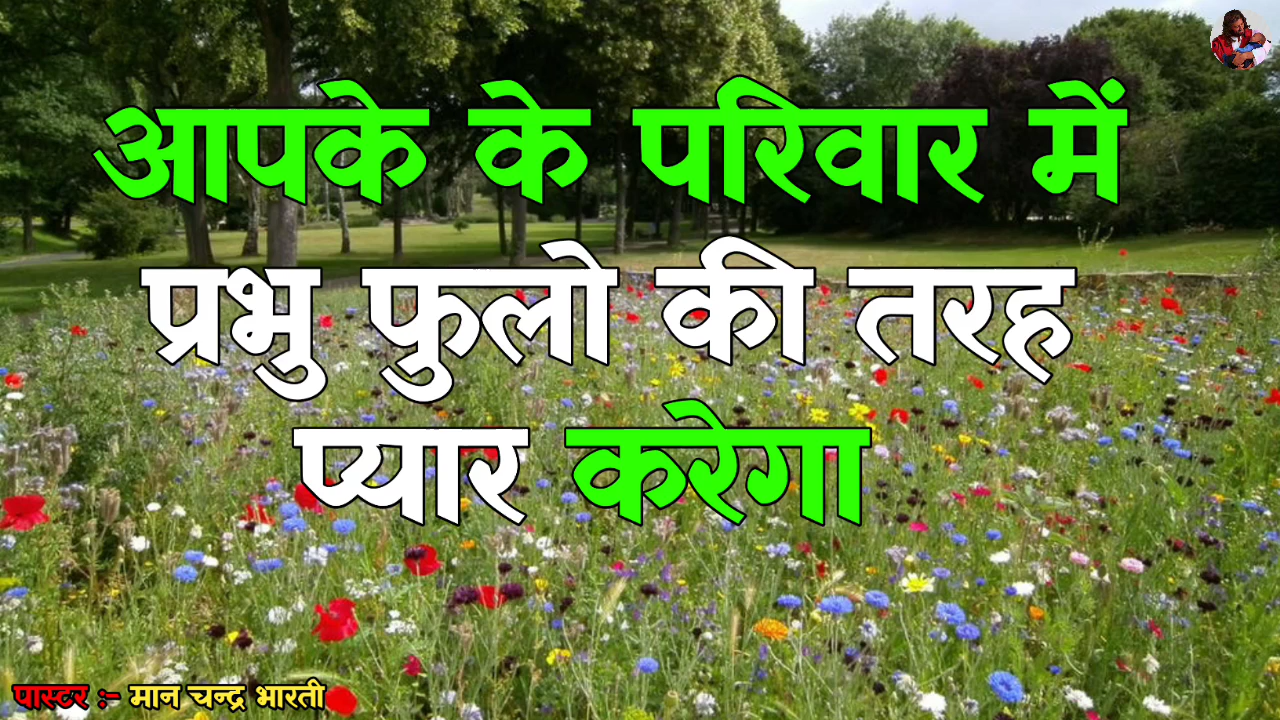 आपके के परिवार में
प्रभु फुलो की तरह
प्यार करेगा
पास्टर :- मान चन्द्र भारती